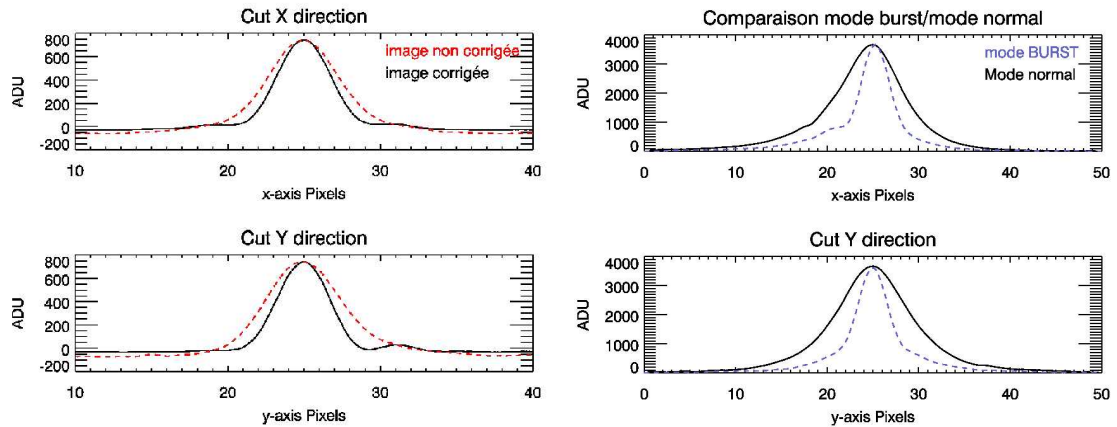 Cut X direction
800
600
400
200
0
-200
ADU
image non corrigée
image corrigée
10
20
30
40
x-axis Pixels
Comparaison mode burst/mode normal
4000
3000
2000
1000
0
ADU
mode BURST
Mode normal
0
10
20
30
40
50
x-axis Pixels
Cut Y direction
800
600
400
200
0
-200
ADU
10
20
30
40
y-axis Pixels
Cut Y direction
4000
3000
2000
1000
0
ADU
0
10
20
30
40
50
y-axis Pixels